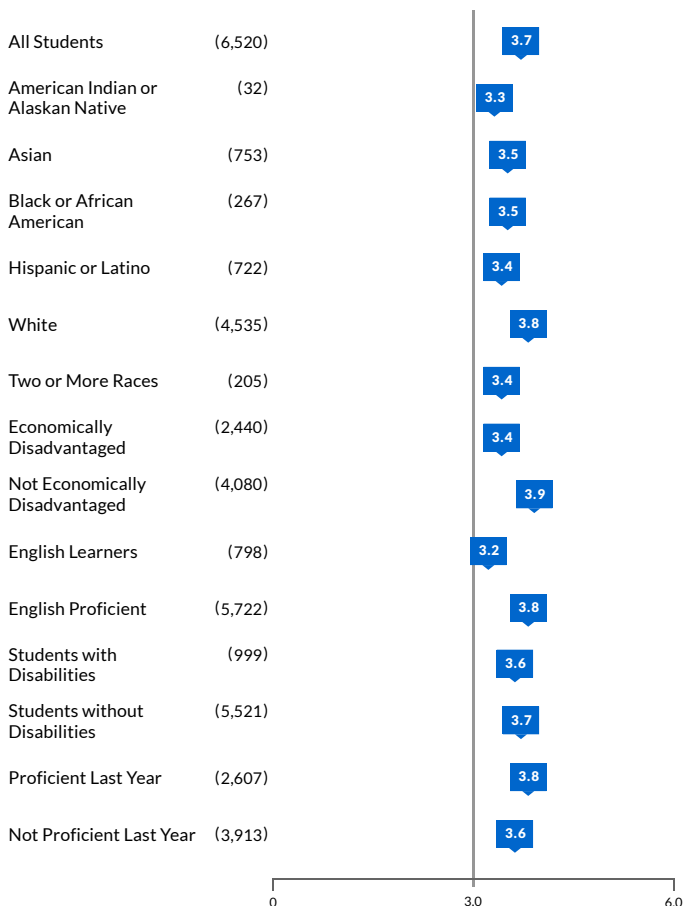 All Students (6,520) 3.7
American Indian or (32)
Alaskan Native 3.3
Asian (753) 3.5
Black or African (267)
American 3.5
Hispanic or Latino (722) 3.4
White (4,535) 3.8
Two or More Races (205) 3.4
Economically (2,440)
Disadvantaged 3.4
Not Economically (4,080)
Disadvantaged 3.9
English Learners (798) 3.2
English Proficient (5,722) 3.8
Students with (999)
Disabilities 3.6
Students without (5,521)
Disabilities 3.7
Proficient Last Year (2,607) 3.8
Not Proficient Last Year (3,913) 3.6
0 3.0 6.0